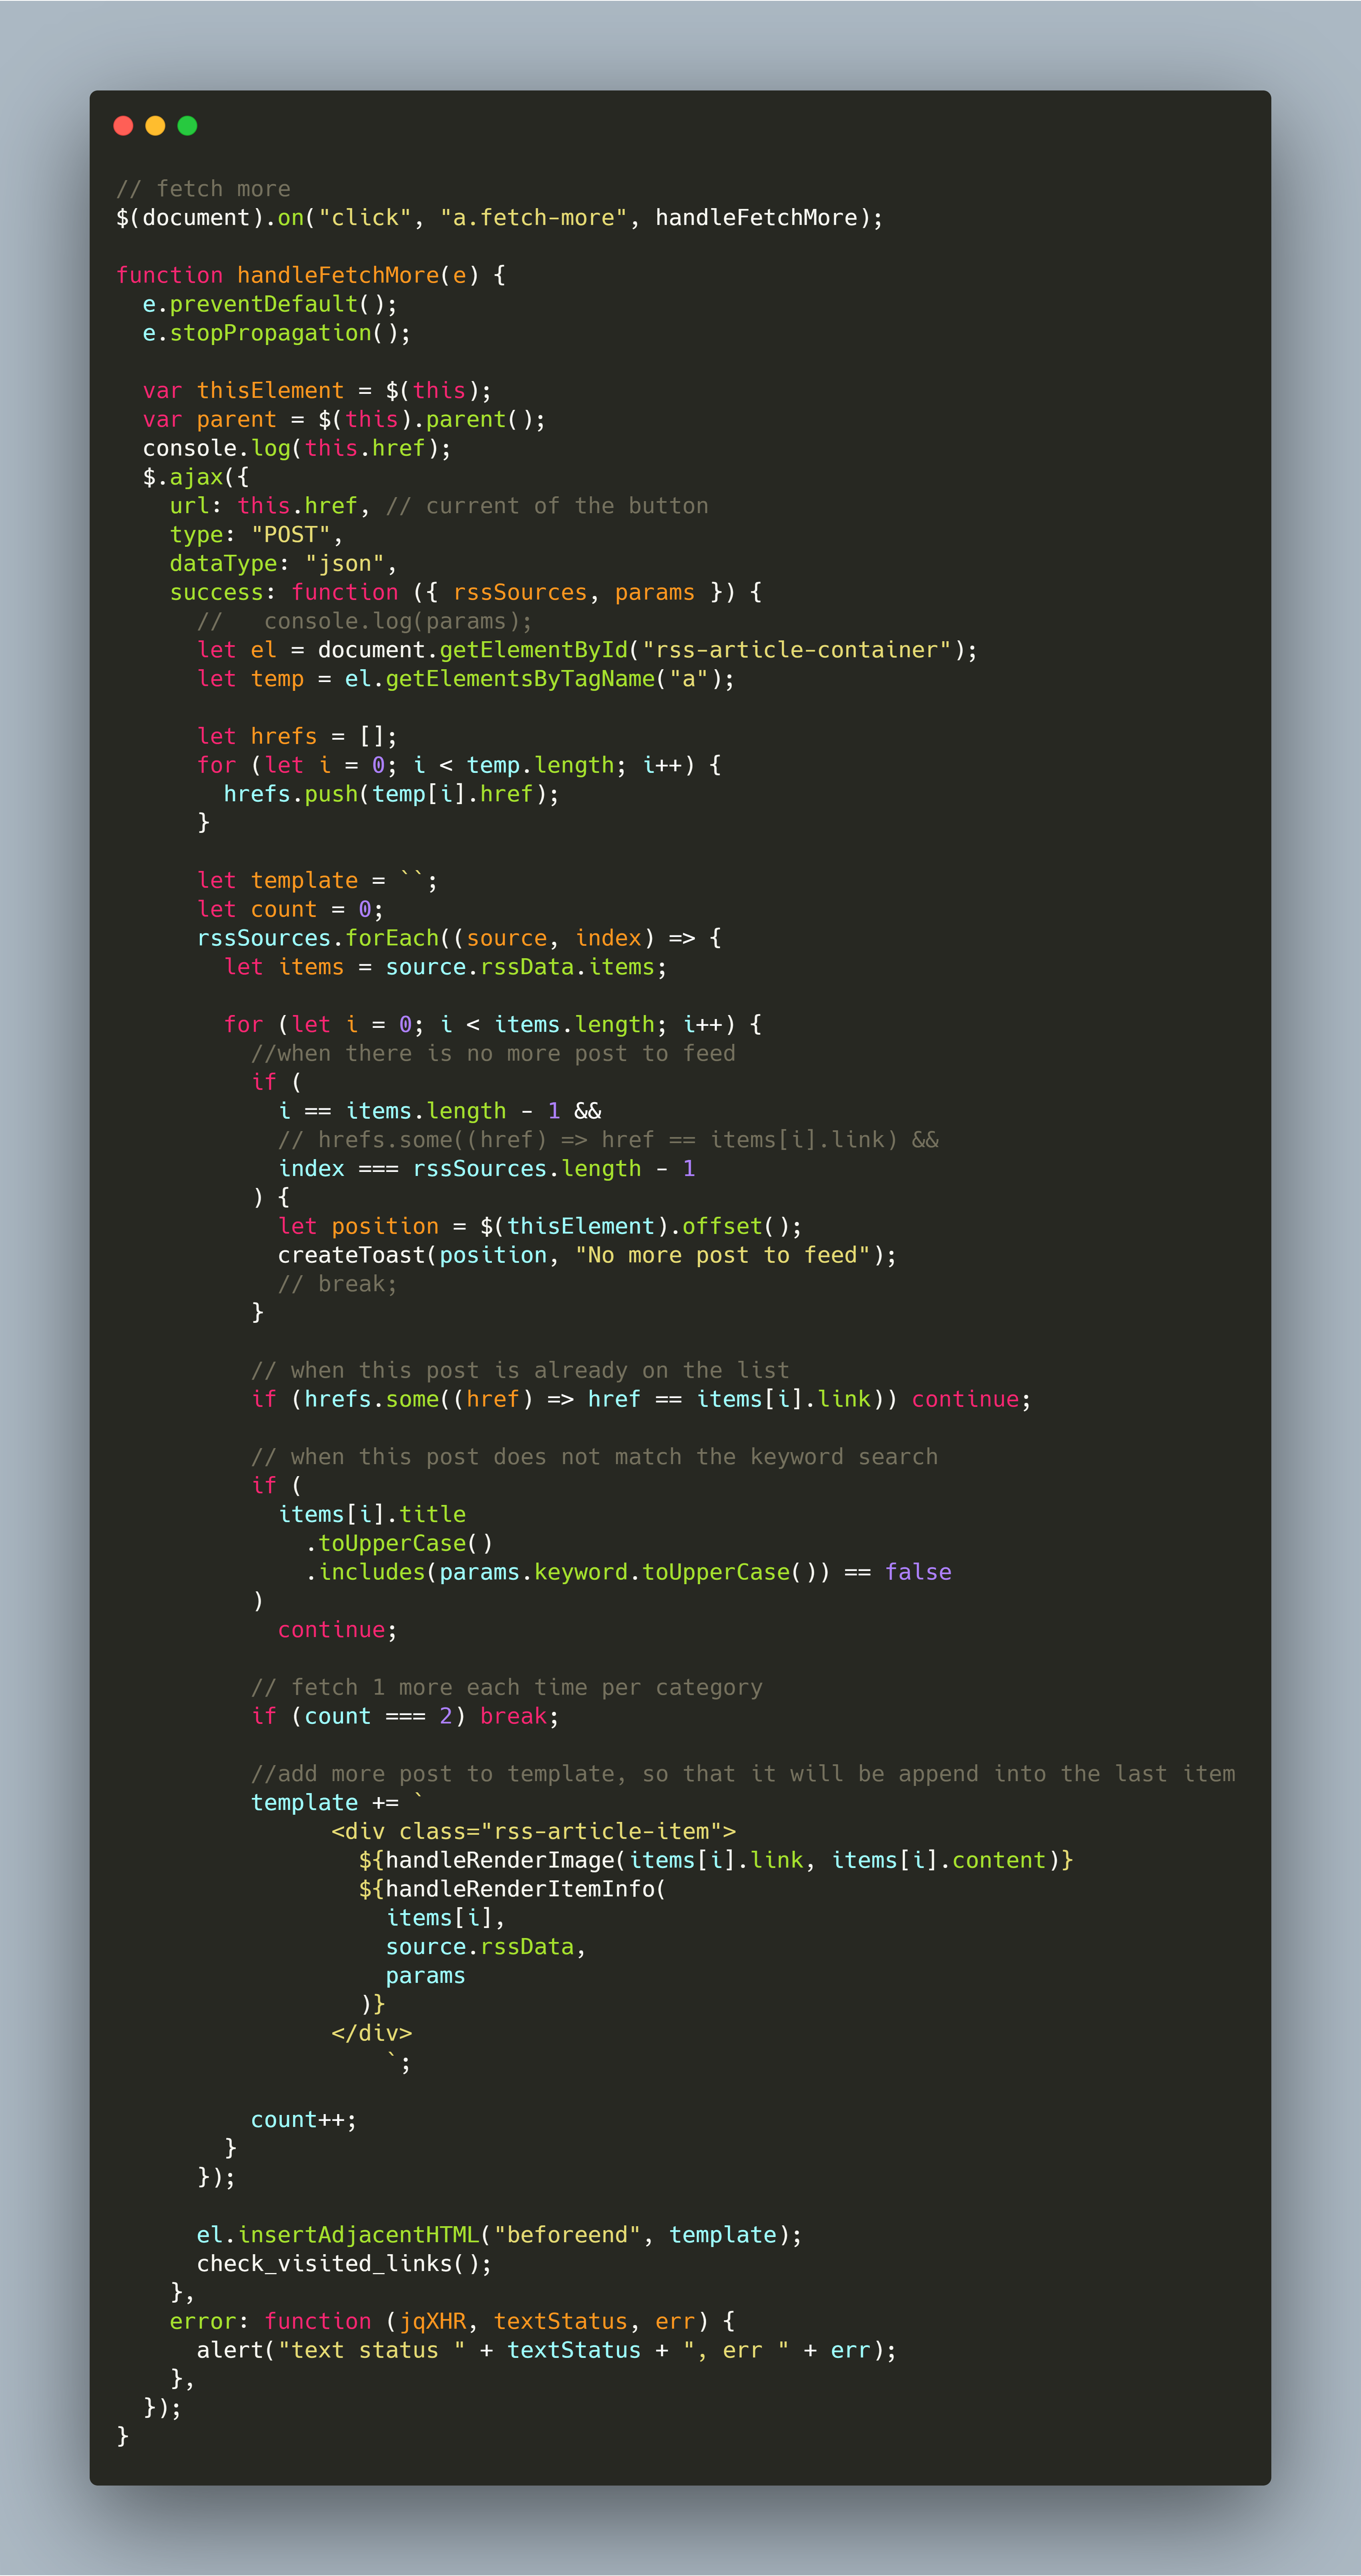 // fetch more
$(document).on("click", "a.fetch-more", handleFetchMore);

function handleFetchMore(e) {
  e.preventDefault();
  e.stopPropagation();

  var thisElement = $(this);
  var parent = $(this).parent();
  console.log(this.href);
  $.ajax({
    url: this.href, // current of the button
    type: "POST",
    dataType: "json",
    success: function ({ rssSources, params }) {
      //   console.log(params);
      let el = document.getElementById("rss-article-container");
      let temp = el.getElementsByTagName("a");

      let hrefs = [];
      for (let i = 0; i < temp.length; i++) {
        hrefs.push(temp[i].href);
      }

      let template = ``;
      let count = 0;
      rssSources.forEach((source, index) => {
        let items = source.rssData.items;

        for (let i = 0; i < items.length; i++) {
          //when there is no more post to feed
          if (
            i == items.length - 1 &&
            // hrefs.some((href) => href == items[i].link) &&
            index === rssSources.length - 1
          ) {
            let position = $(thisElement).offset();
            createToast(position, "No more post to feed");
            // break;
          }

          // when this post is already on the list
          if (hrefs.some((href) => href == items[i].link)) continue;

          // when this post does not match the keyword search
          if (
            items[i].title
              .toUpperCase()
              .includes(params.keyword.toUpperCase()) == false
          )
            continue;

          // fetch 1 more each time per category
          if (count === 2) break;

          //add more post to template, so that it will be append into the last item
          template += `
                <div class="rss-article-item">
                  ${handleRenderImage(items[i].link, items[i].content)}
                  ${handleRenderItemInfo(
                    items[i],
                    source.rssData,
                    params
                  )}
                </div>
                    `;

          count++;
        }
      });

      el.insertAdjacentHTML("beforeend", template);
      check_visited_links();
    },
    error: function (jqXHR, textStatus, err) {
      alert("text status " + textStatus + ", err " + err);
    },
  });
}